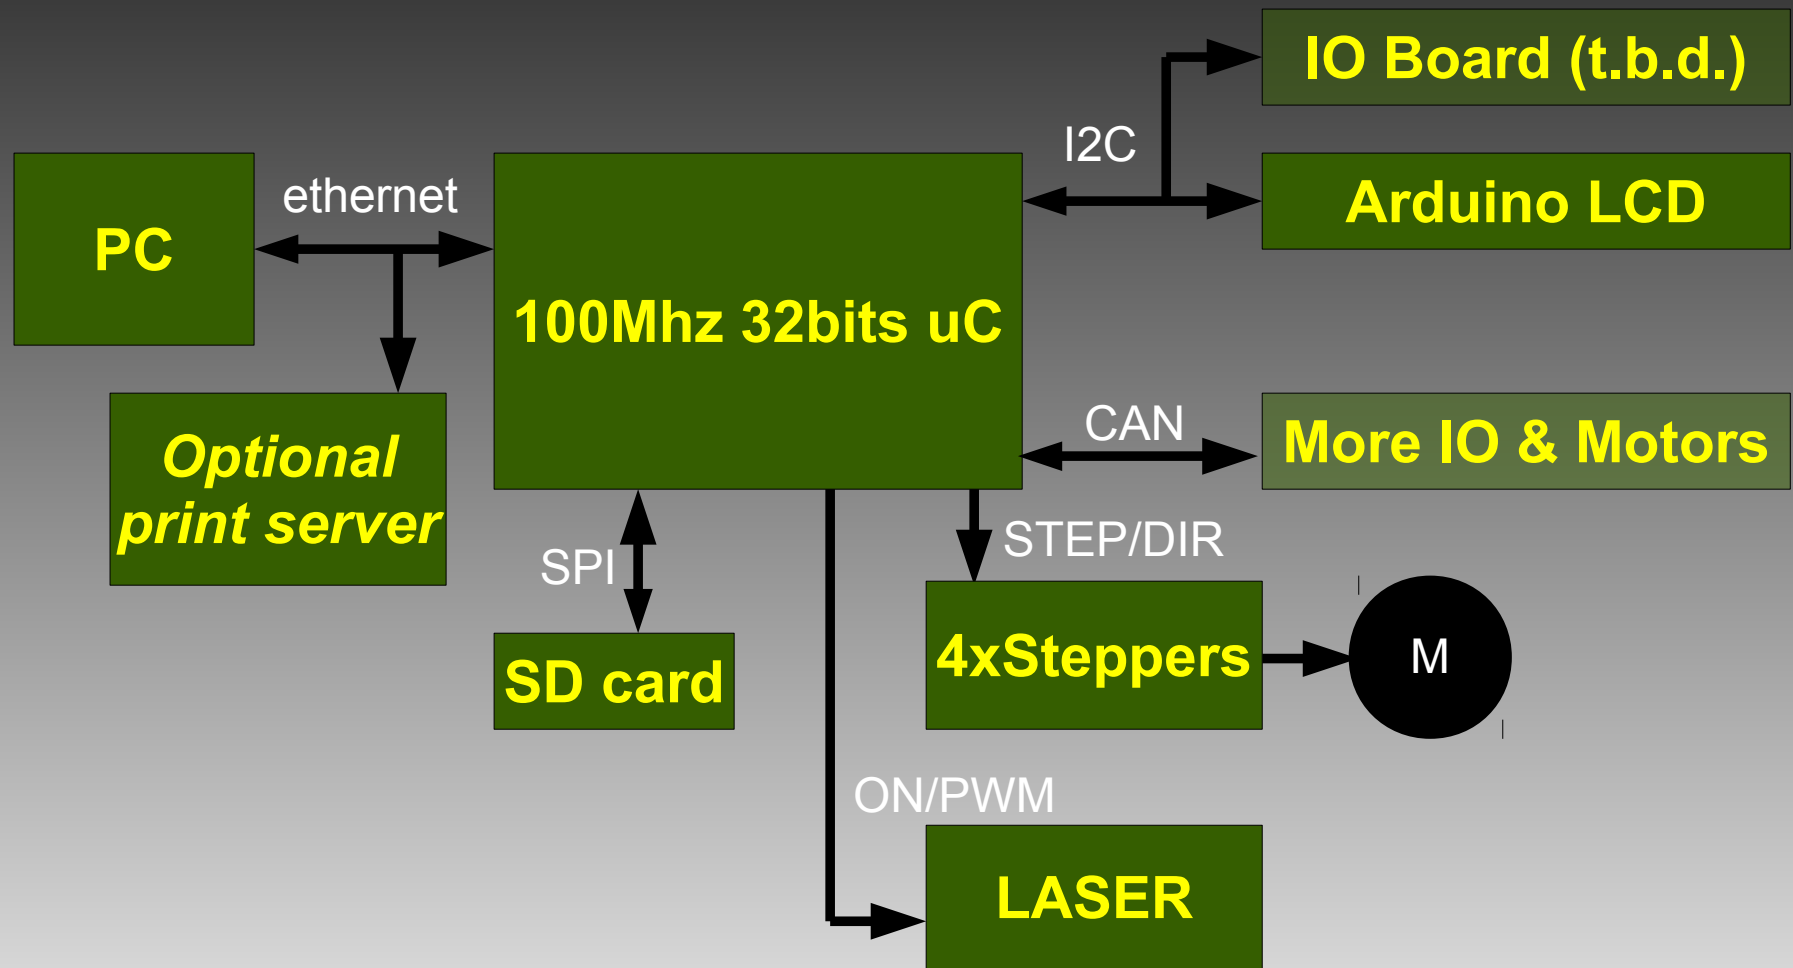 IO Board (t.b.d.)
I2C
Arduino LCD
ethernet
PC
100Mhz 32bits uC
CAN
More IO & Motors
Optional
print server
STEP/DIR
SPI
4xSteppers
M
SD card
ON/PWM
LASER